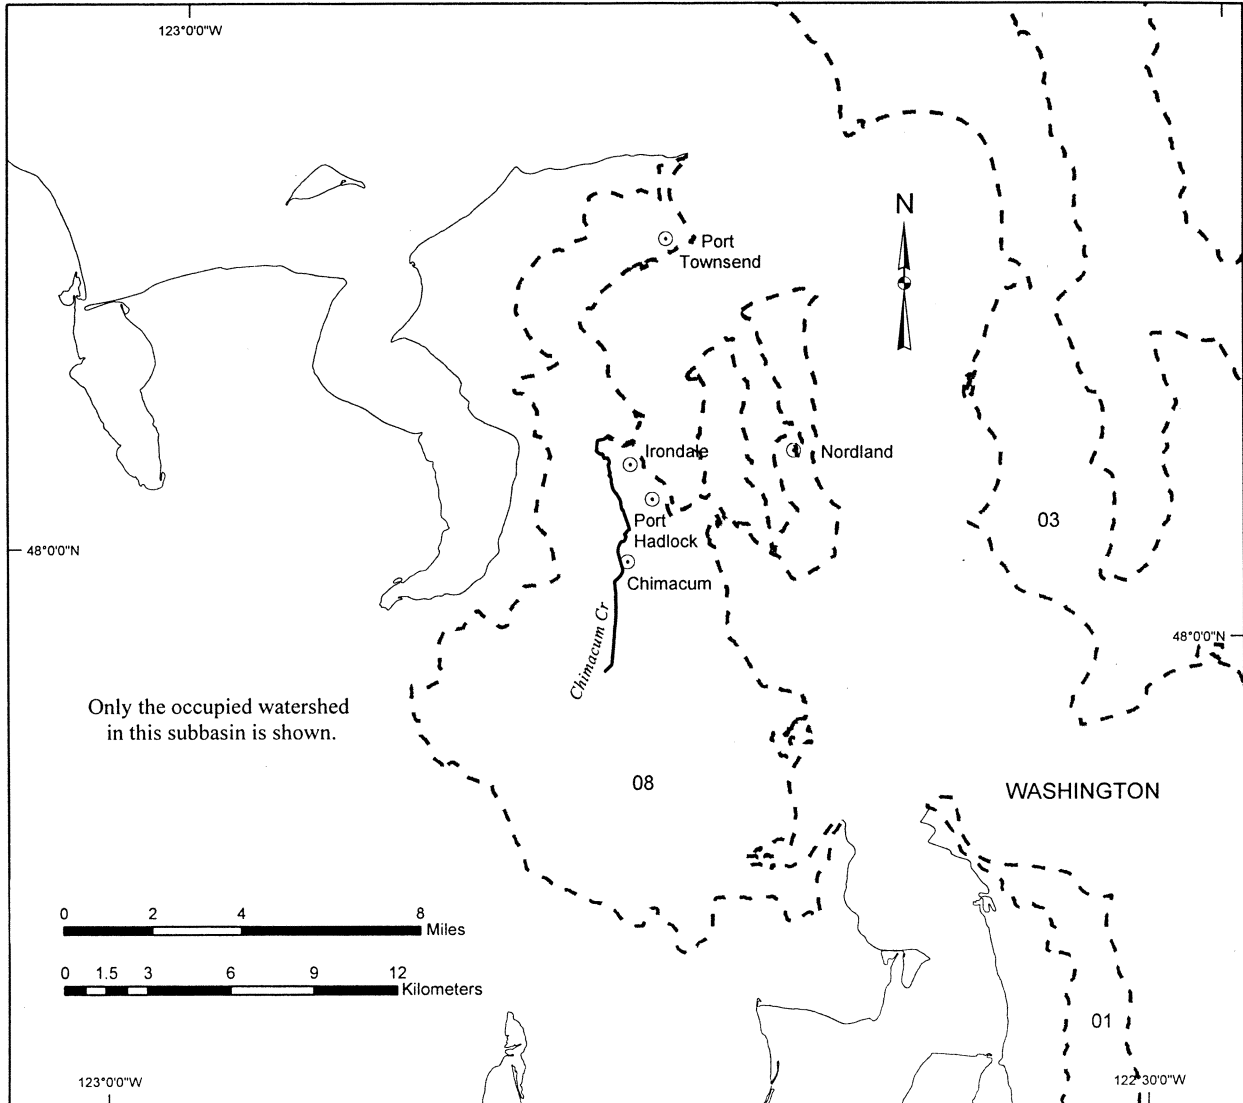 123°0'0"W
N
Port
Townsend
Irondale
Nordland
Port
Hadlock
03
48°0'0"N
Chimacum
Chimacum Cr
48°0'0"N
Only the occupied watershed
in this subbasin is shown.
08
WASHINGTON
0 2 4 8
Miles
0 1.5 3 6 9 12
Kilometers
01
123°0'0"W
122°30'0"W